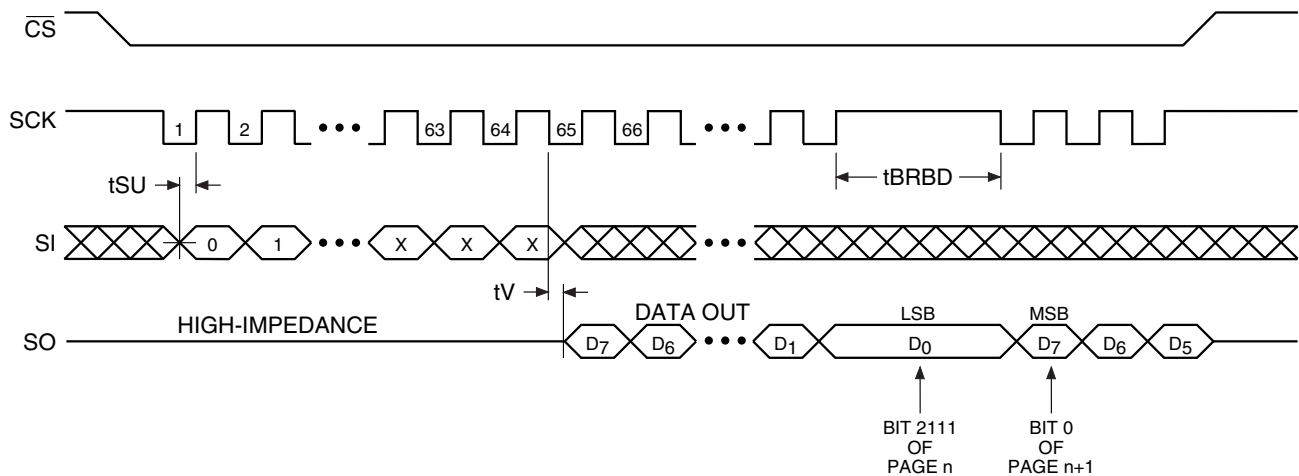 CS
SCK
1 2 ••• 63 64 65 66 •••
tSU
tBRBD
SI
0 1 ••• X X X •••
tV
HIGH-IMPEDANCE
DATA OUT
LSB
MSB
SO
D7 D6 ••• D1 D0 D7 D6 D5
BIT 2111
OF
PAGE n
BIT 0
OF
PAGE n+1